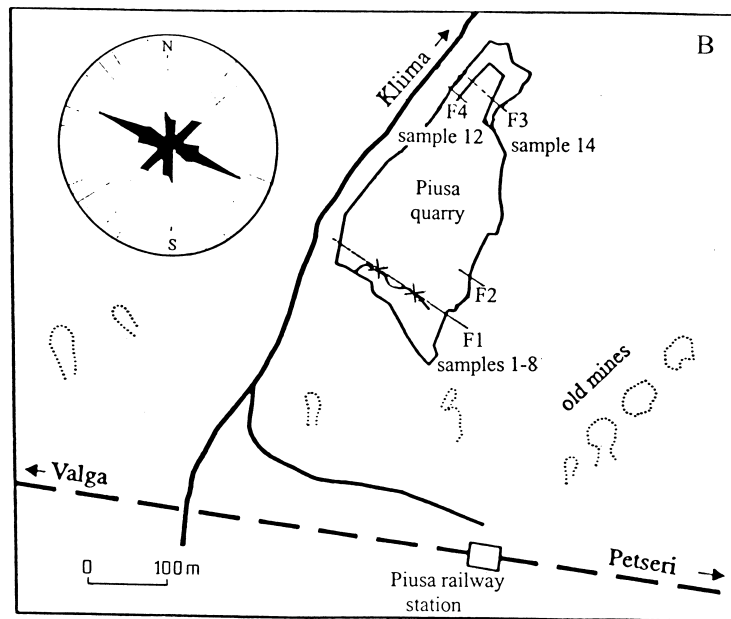 B
N
S
Kliima
F4
F3
sample 12
sample 14
Piusa
quarry
F2
F1
samples 1-8
old mines
Valga
0 100m
Petseri
Piusa railway
station